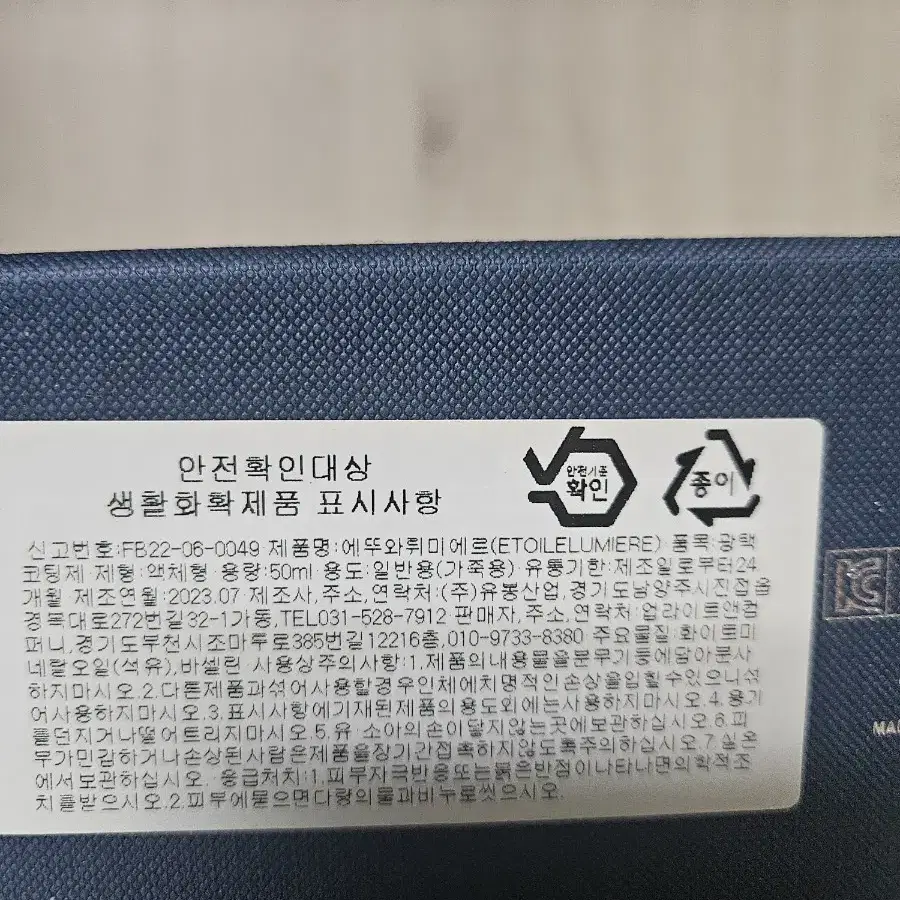 안전확인대상
생활화확제품 표시사항
안전기준
확인
종이
신고번호:FB22-06-0049 제품명:에뚜와뤼미에르(ETOILELUMIERE) 품목:광택
코팅제 제형:액체형 용량:50ml 용도:일반용(가죽용) 유통기한:제조일로부터24
개월 제조연월:2023.07 제조사,주소,연락처:(주)유봉산업,경기도남양주시진접읍
경복대로272번길32-1가동,TEL031-528-7912 판매자,주소,연락처:업라이트앤컴
퍼니,경기도부천시조마루로385번길12216층,010-9733-8380 주요물질:화이트미
네랄오일(석유),바셀린 사용상주의사항:1.제품의내용물을분무기등에담아분사
하지마시오.2.다른제품과섞어사용할경우인체에치명적인손상을입힐수있으니섞
어사용하지마시오.3.표시사항에기재된제품의용도외에는사용하지마시오.4.용기
를던지거나떨어트리지마시오.5.유 소아의손이닿지않는곳에보관하십시오.6.피
부가민감하거나손상된사람은제품을장기간접촉하지않도록주의하십시오.7.실온
에서보관하십시오. 응급처치:1.피부자극반응또는붉은반점이나타나면의학적조
치를받으시오.2.피부에물으면다량의물과비누로씻으시오.
KC